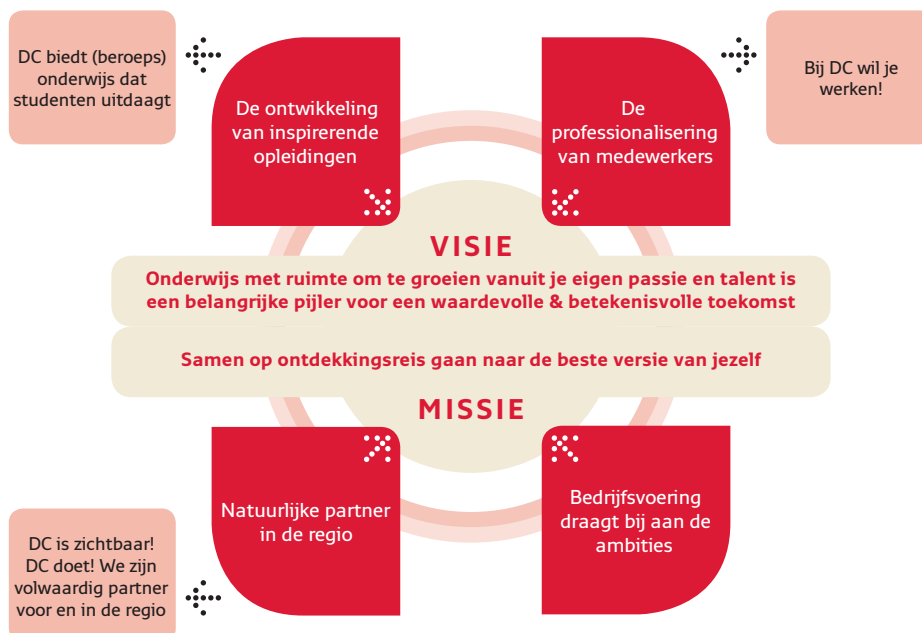 DC biedt (beroeps)
onderwijs dat
studenten uitdaagt
De ontwikkeling
van inspirerende
opleidingen
De
professionalisering
van medewerkers
Bij DC wil je
werken!
VISIE
Onderwijs met ruimte om te groeien vanuit je eigen passie en talent is
een belangrijke pijler voor een waardevolle & betekenisvolle toekomst
Samen op ontdekkingsreis gaan naar de beste versie van jezelf
MISSIE
Natuurlijke partner
in de regio
Bedrijfsvoering
draagt bij aan de
ambities
DC is zichtbaar!
DC doet! We zijn
volwaardig partner
voor en in de regio